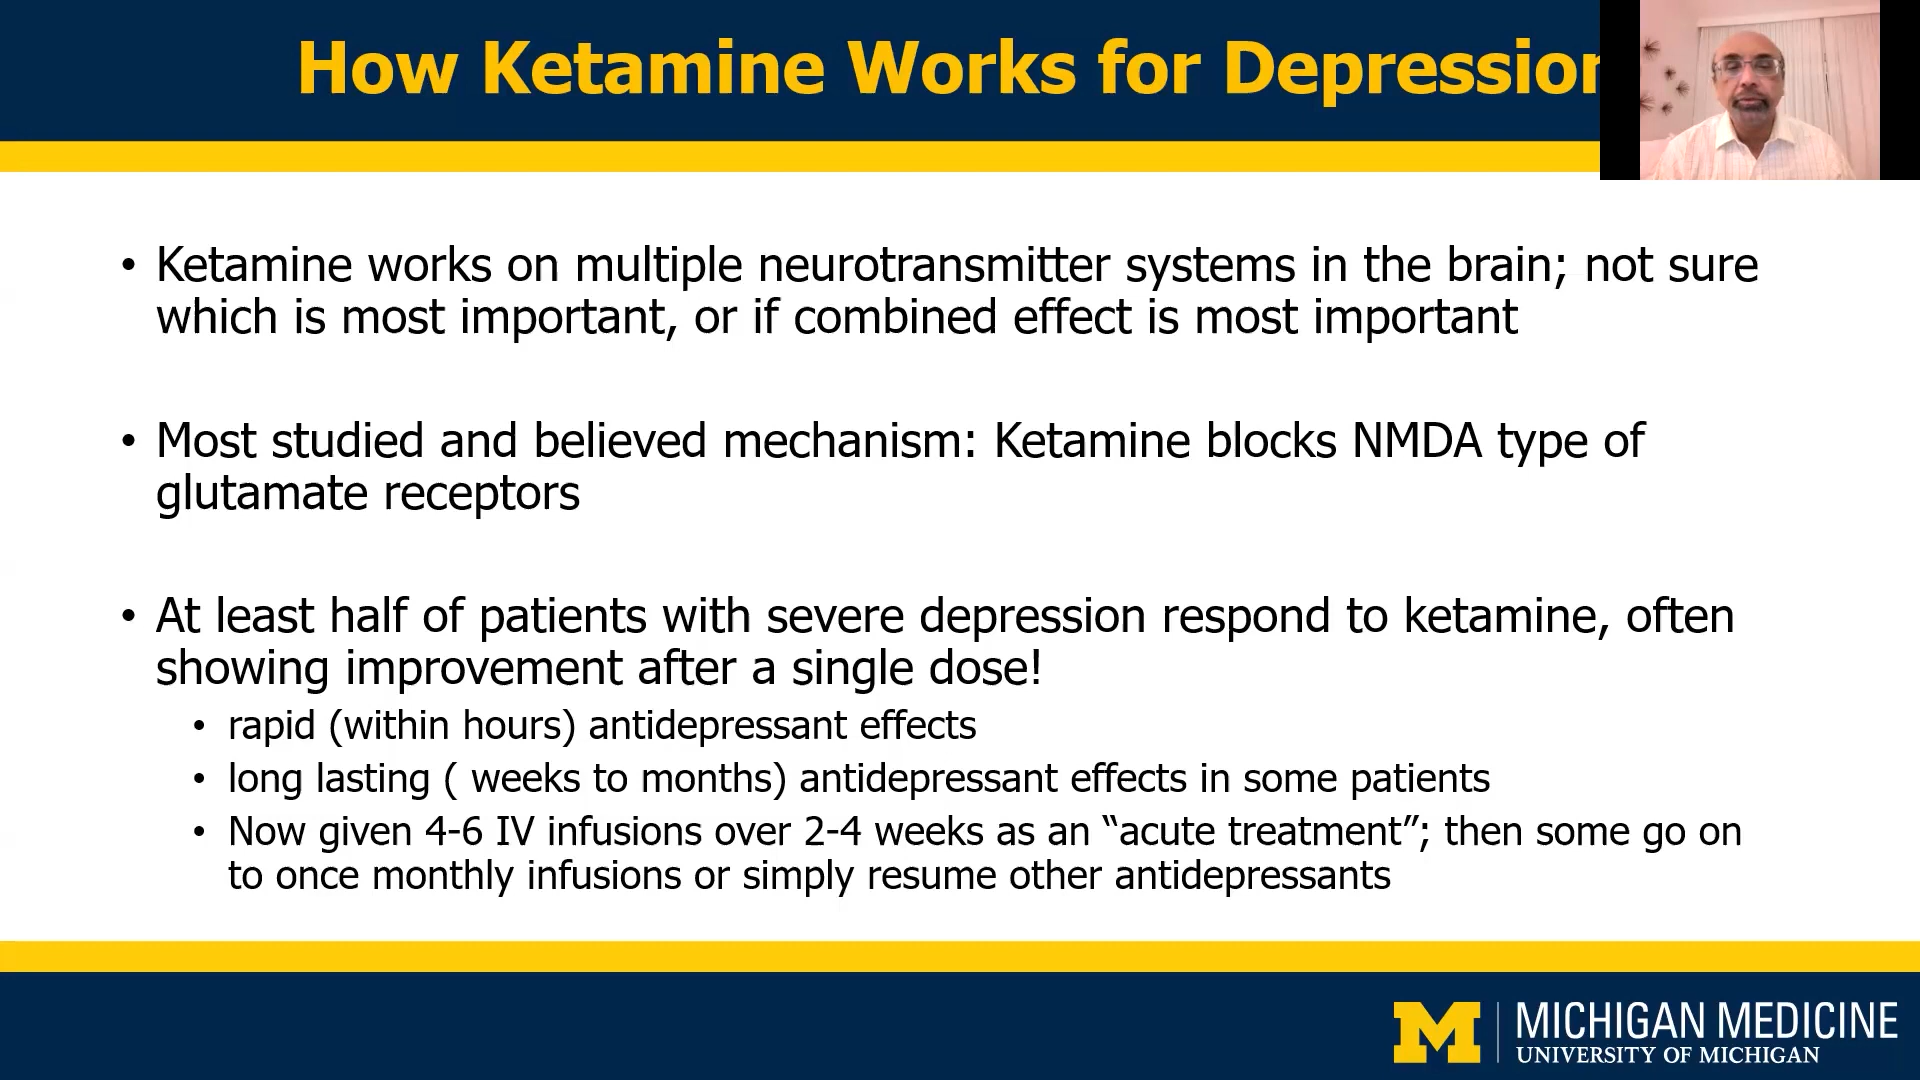 How Ketamine Works for Depression
• Ketamine works on multiple neurotransmitter systems in the brain; not sure
which is most important, or if combined effect is most important
• Most studied and believed mechanism: Ketamine blocks NMDA type of
glutamate receptors
• At least half of patients with severe depression respond to ketamine, often
showing improvement after a single dose!
• rapid (within hours) antidepressant effects
• long lasting ( weeks to months) antidepressant effects in some patients
• Now given 4-6 IV infusions over 2-4 weeks as an “acute treatment”; then some go on
to once monthly infusions or simply resume other antidepressants
M
MICHIGAN MEDICINE
UNIVERSITY OF MICHIGAN